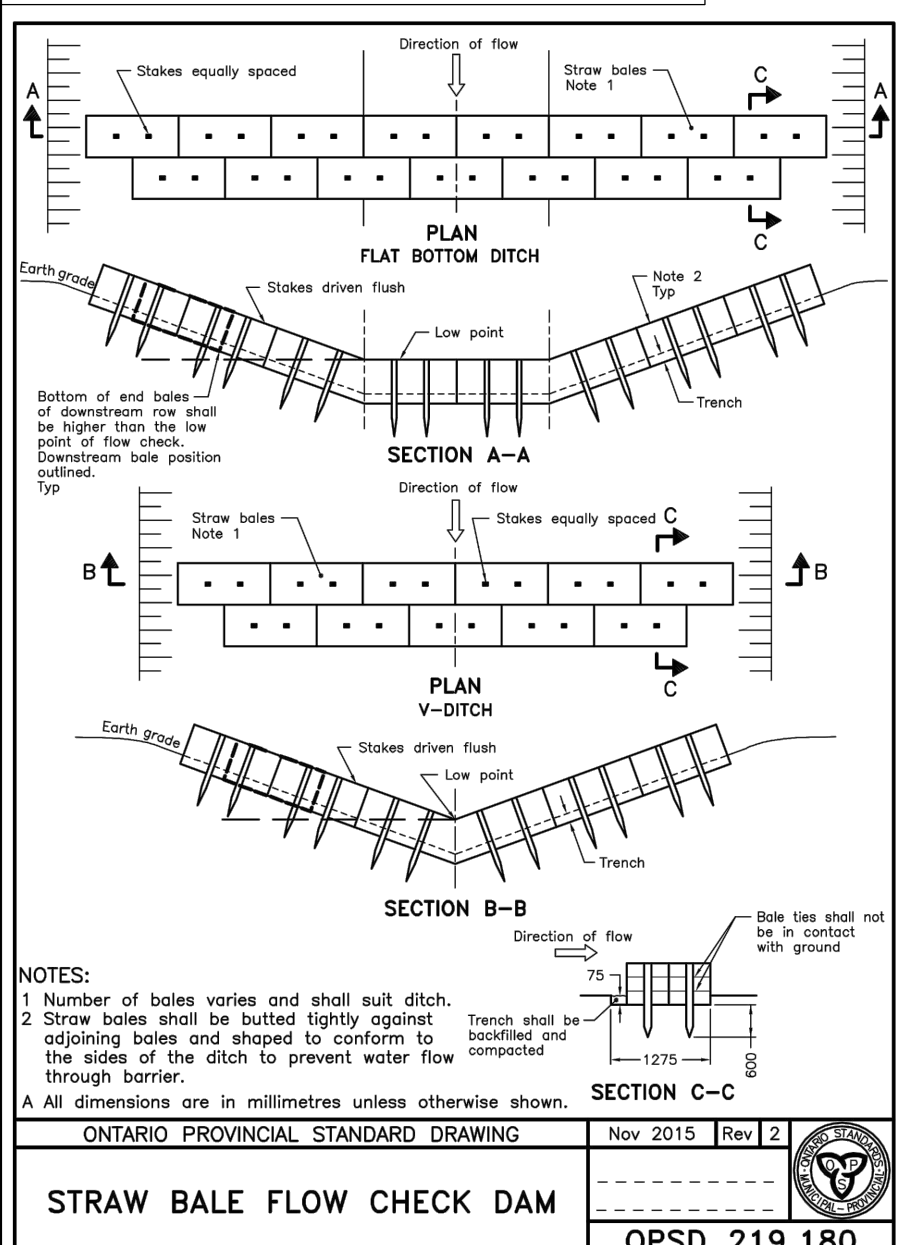 Direction of flow
Stakes equally spaced
Straw bales
Note 1
C
A
A
C
PLAN
FLAT BOTTOM DITCH
Earth grade
Stakes driven flush
Note 2
Typ
Low point
Bottom of end bales
of downstream row shall
be higher than the low
point of flow check.
Downstream bale position
outlined.
Typ
Trench
SECTION A-A
Direction of flow
Straw bales
Note 1
Stakes equally spaced
C
B
B
C
PLAN
V-DITCH
Earth grade
Stakes driven flush
Low point
Trench
SECTION B-B
Direction of flow
Bale ties shall not
be in contact
with ground
75
Trench shall be
backfilled and
compacted
1275
600
SECTION C-C
NOTES:
1 Number of bales varies and shall suit ditch.
2 Straw bales shall be butted tightly against
adjoining bales and shaped to conform to
the sides of the ditch to prevent water flow
through barrier.
A All dimensions are in millimetres unless otherwise shown.
ONTARIO PROVINCIAL STANDARD DRAWING
Nov 2015 Rev 2
ONTARIO STANDARDS
MUNICIPAL-PROVINCIAL
O P S
STRAW BALE FLOW CHECK DAM
OPSD 219.180